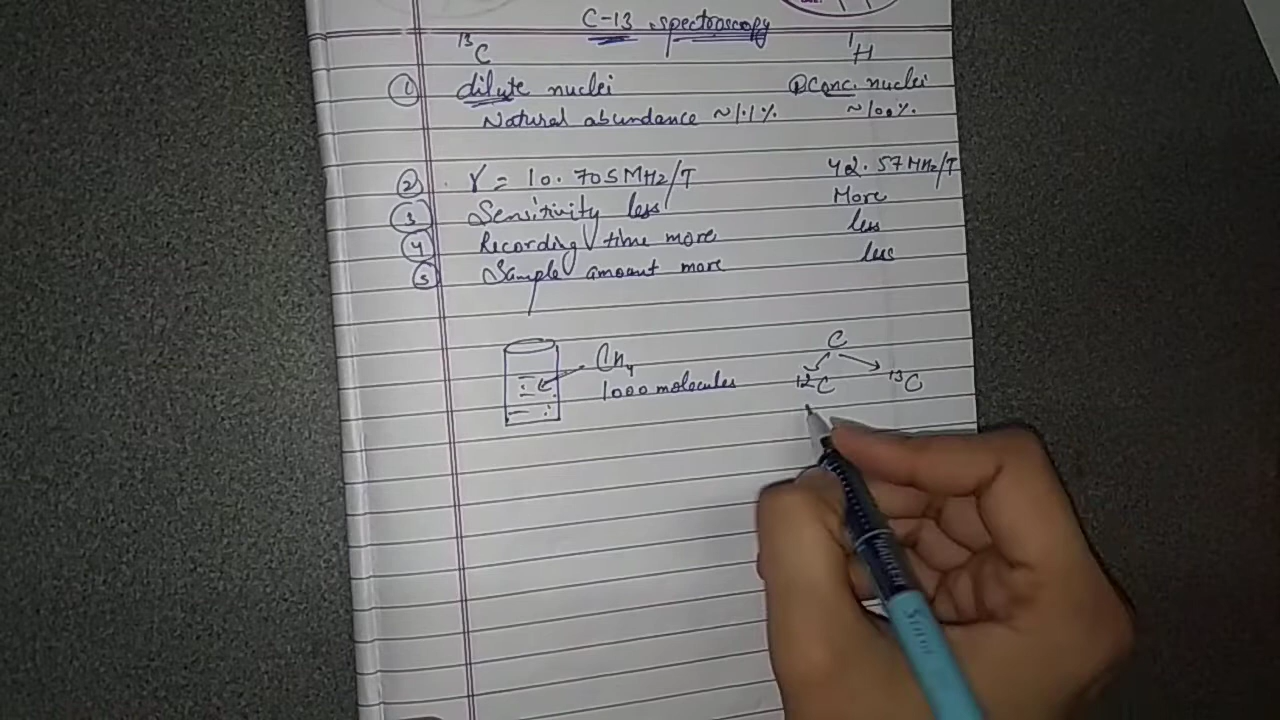 C-13 spectroscopy
¹³C ¹H
① dilute nuclei conc. nuclei
Natural abundance ~1.1% ~100%
② γ = 10.705 MHz/T 42.57 MHz/T
③ Sensitivity less More
④ Recording time more less
⑤ Sample amount more less
CH₄ C
1000 molecules ¹²C ¹³C